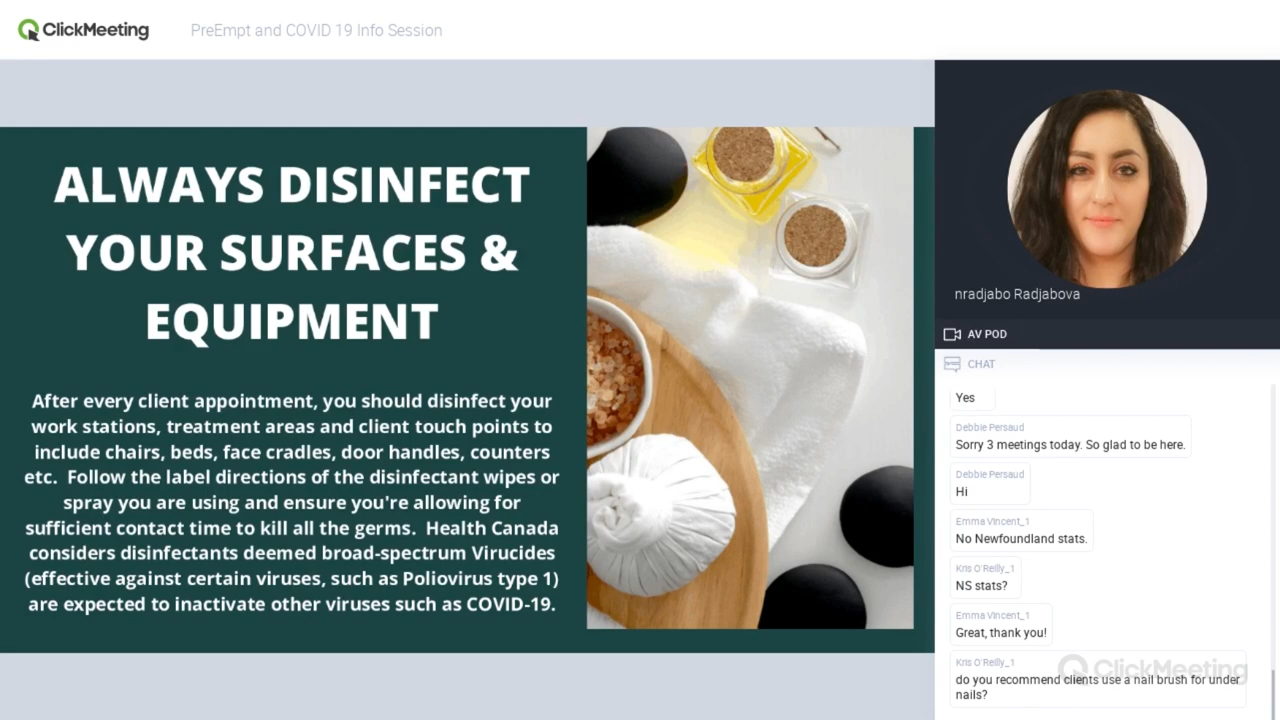 ClickMeeting
PreEmpt and COVID 19 Info Session
ALWAYS DISINFECT
YOUR SURFACES &
EQUIPMENT
After every client appointment, you should disinfect your
work stations, treatment areas and client touch points to
include chairs, beds, face cradles, door handles, counters
etc.  Follow the label directions of the disinfectant wipes or
spray you are using and ensure you're allowing for
sufficient contact time to kill all the germs.  Health Canada
considers disinfectants deemed broad-spectrum Virucides
(effective against certain viruses, such as Poliovirus type 1)
are expected to inactivate other viruses such as COVID-19.
nradjabo Radjabova
AV POD
CHAT
Yes
Debbie Persaud
Sorry 3 meetings today. So glad to be here.
Debbie Persaud
Hi
Emma Vincent_1
No Newfoundland stats.
Kris O'Reilly_1
NS stats?
Emma Vincent_1
Great, thank you!
Kris O'Reilly_1
do you recommend clients use a nail brush for under
nails?
ClickMeeting